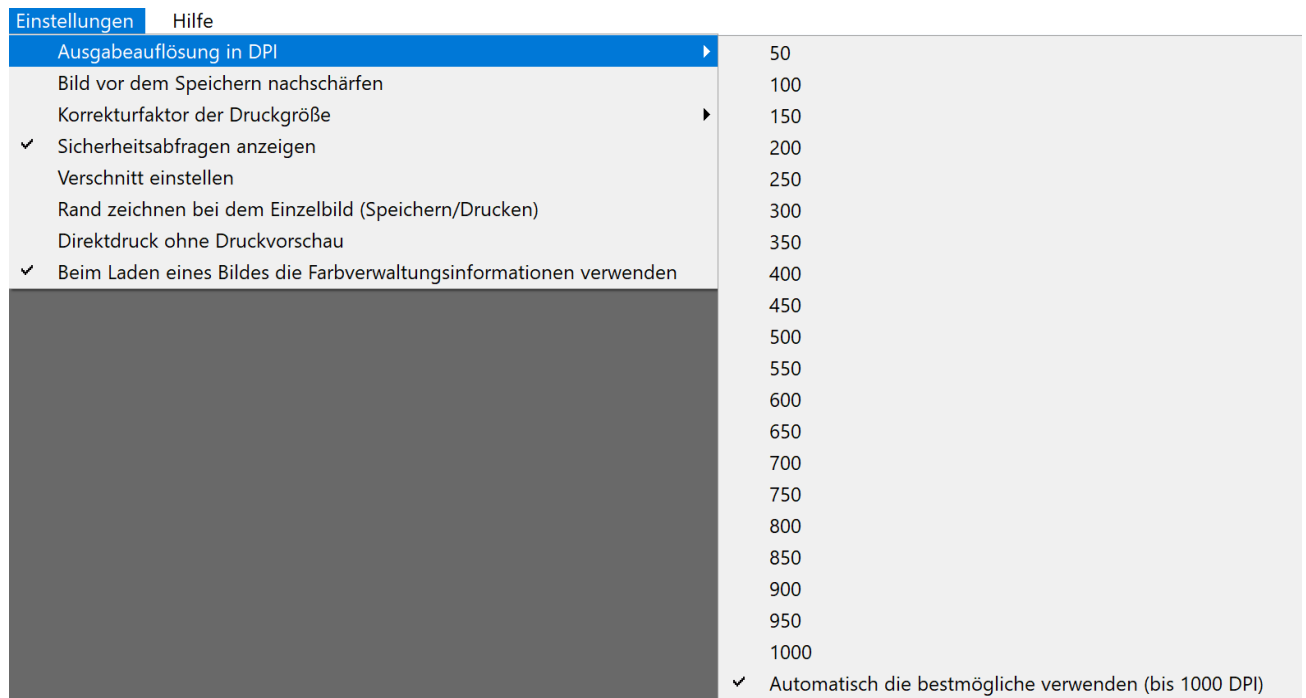 Einstellungen Hilfe
Ausgabeauflösung in DPI
Bild vor dem Speichern nachschärfen
Korrekturfaktor der Druckgröße
Sicherheitsabfragen anzeigen
Verschnitt einstellen
Rand zeichnen bei dem Einzelbild (Speichern/Drucken)
Direktdruck ohne Druckvorschau
Beim Laden eines Bildes die Farbverwaltungsinformationen verwenden
50
100
150
200
250
300
350
400
450
500
550
600
650
700
750
800
850
900
950
1000
Automatisch die bestmögliche verwenden (bis 1000 DPI)